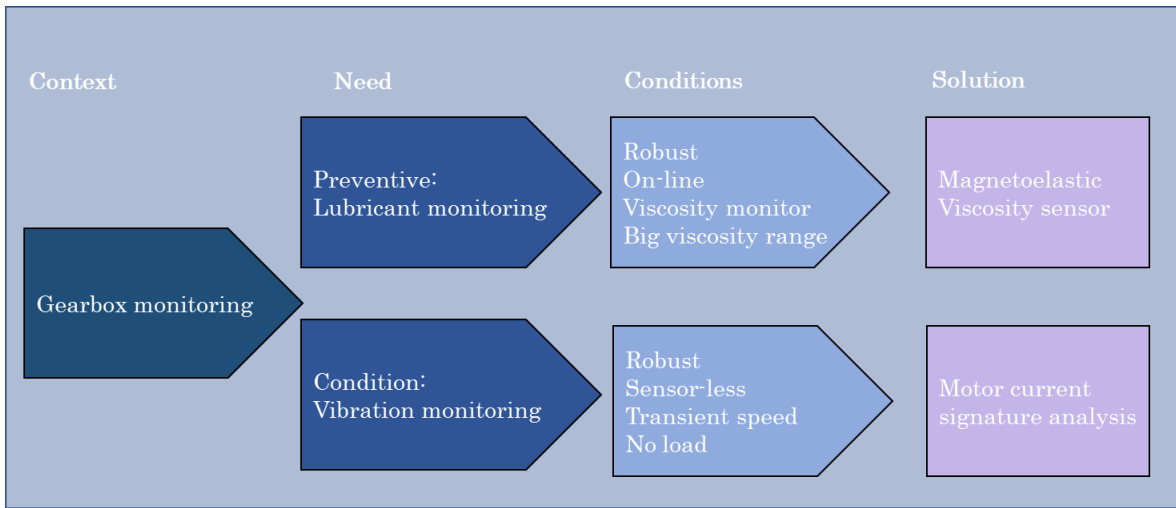 Context
Need
Conditions
Solution
Gearbox monitoring
Preventive:
Lubricant monitoring
Robust
On-line
Viscosity monitor
Big viscosity range
Magnetoelastic
Viscosity sensor
Condition:
Vibration monitoring
Robust
Sensor-less
Transient speed
No load
Motor current
signature analysis